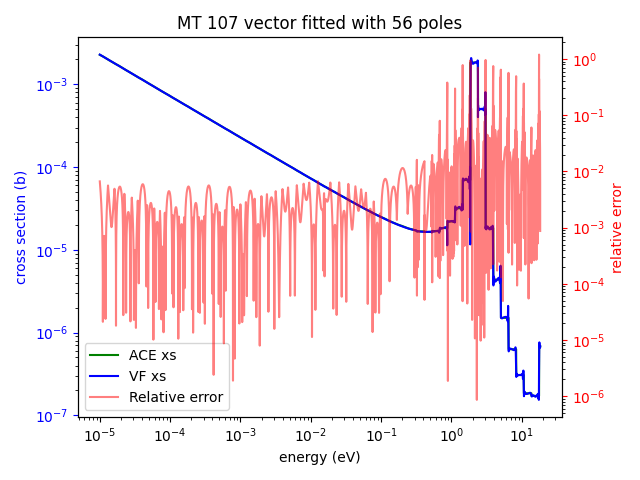 MT 107 vector fitted with 56 poles
cross section (b)
10⁻³
10⁻⁴
10⁻⁵
10⁻⁶
10⁻⁷
10⁰
10⁻¹
10⁻²
10⁻³
10⁻⁴
10⁻⁵
10⁻⁶
relative error
ACE xs
VF xs
Relative error
10⁻⁵ 10⁻⁴ 10⁻³ 10⁻² 10⁻¹ 10⁰ 10¹
energy (eV)